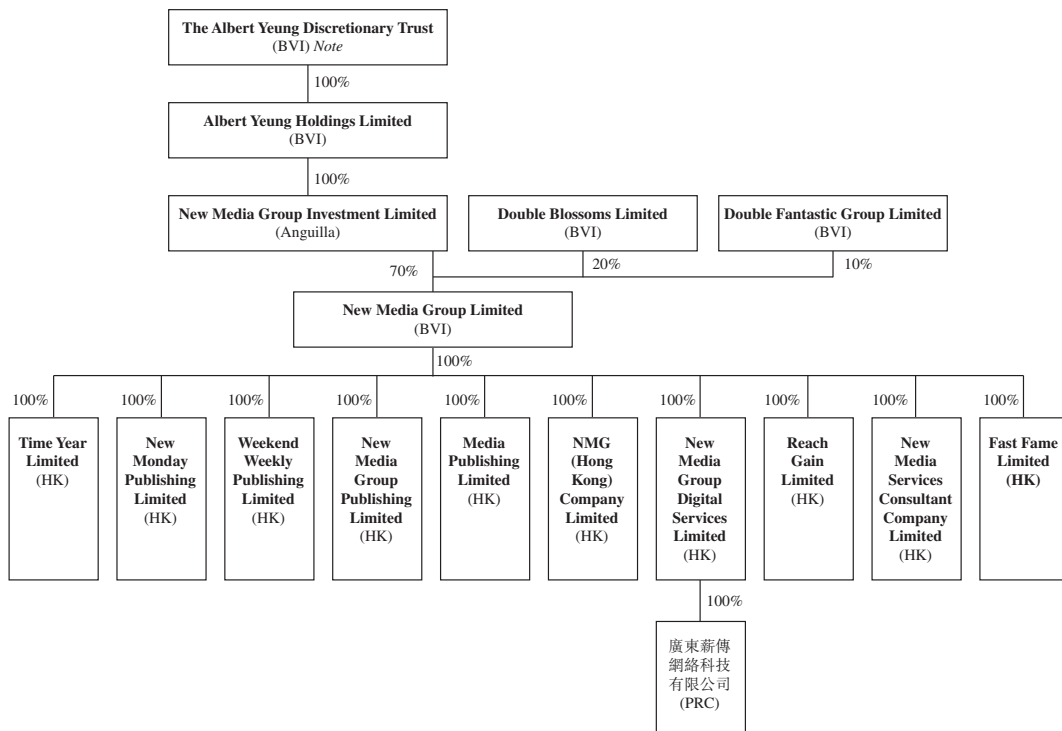 The Albert Yeung Discretionary Trust
(BVI) Note
100%
Albert Yeung Holdings Limited
(BVI)
100%
New Media Group Investment Limited
(Anguilla)
Double Blossoms Limited
(BVI)
Double Fantastic Group Limited
(BVI)
70%
20%
10%
New Media Group Limited
(BVI)
100%
100%
100%
100%
100%
100%
100%
100%
100%
100%
100%
Time Year
Limited
(HK)
New
Monday
Publishing
Limited
(HK)
Weekend
Weekly
Publishing
Limited
(HK)
New
Media
Group
Publishing
Limited
(HK)
Media
Publishing
Limited
(HK)
NMG
(Hong
Kong)
Company
Limited
(HK)
New
Media
Group
Digital
Services
Limited
(HK)
Reach
Gain
Limited
(HK)
New
Media
Services
Consultant
Company
Limited
(HK)
Fast Fame
Limited
(HK)
100%
廣東薪傳
網絡科技
有限公司
(PRC)